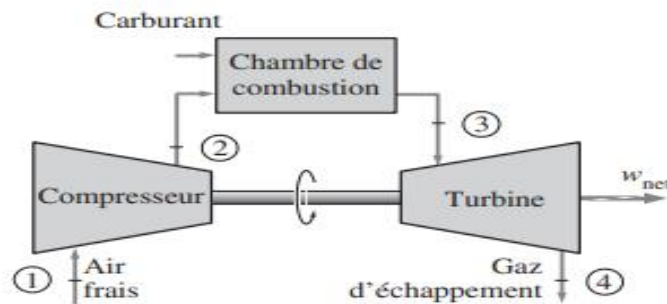 Carburant
Chambre de
combustion
②
③
Compresseur
Turbine
w_net
①
Air
frais
Gaz
d'échappement
④